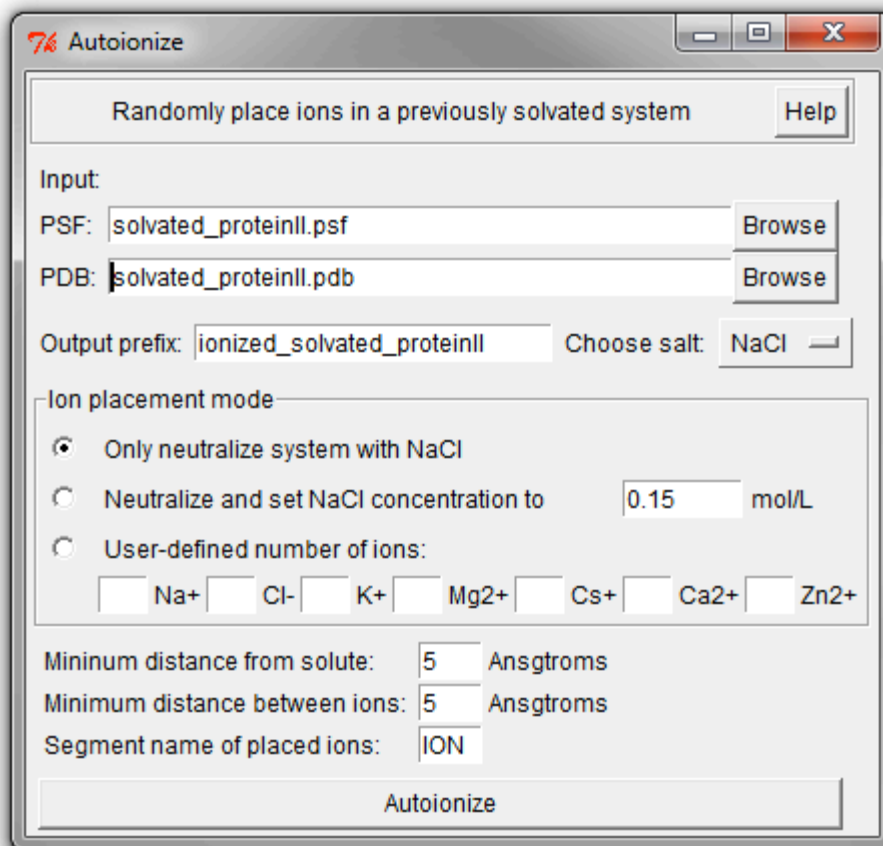 Autoionize
Randomly place ions in a previously solvated system Help
Input:
PSF: solvated_proteinII.psf Browse
PDB: solvated_proteinII.pdb Browse
Output prefix: ionized_solvated_proteinII Choose salt: NaCl
Ion placement mode
Only neutralize system with NaCl
Neutralize and set NaCl concentration to 0.15 mol/L
User-defined number of ions:
Na+ Cl- K+ Mg2+ Cs+ Ca2+ Zn2+
Mininum distance from solute: 5 Ansgtroms
Minimum distance between ions: 5 Ansgtroms
Segment name of placed ions: ION
Autoionize